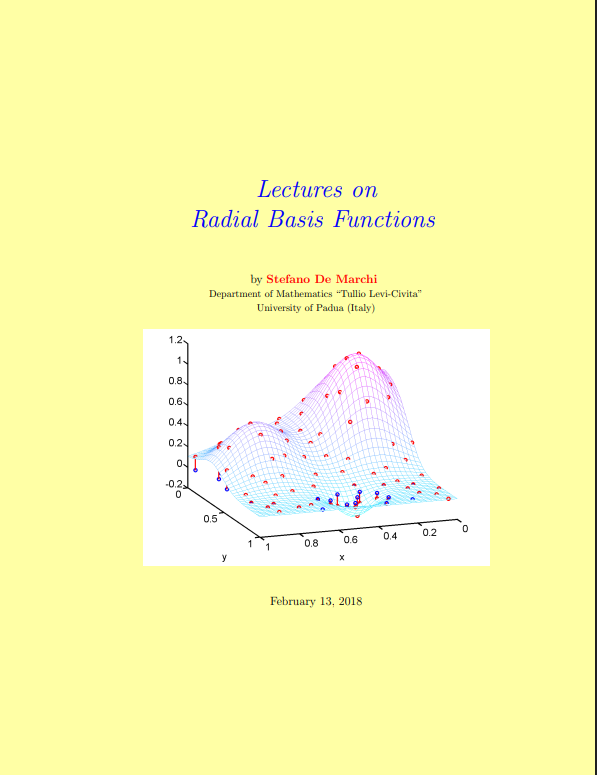 Lectures on
Radial Basis Functions
by Stefano De Marchi
Department of Mathematics “Tullio Levi-Civita”
University of Padua (Italy)
1.2
1
0.8
0.6
0.4
0.2
0
-0.2
0
0.5
1
y
1
0.8
0.6
0.4
0.2
0
x
February 13, 2018